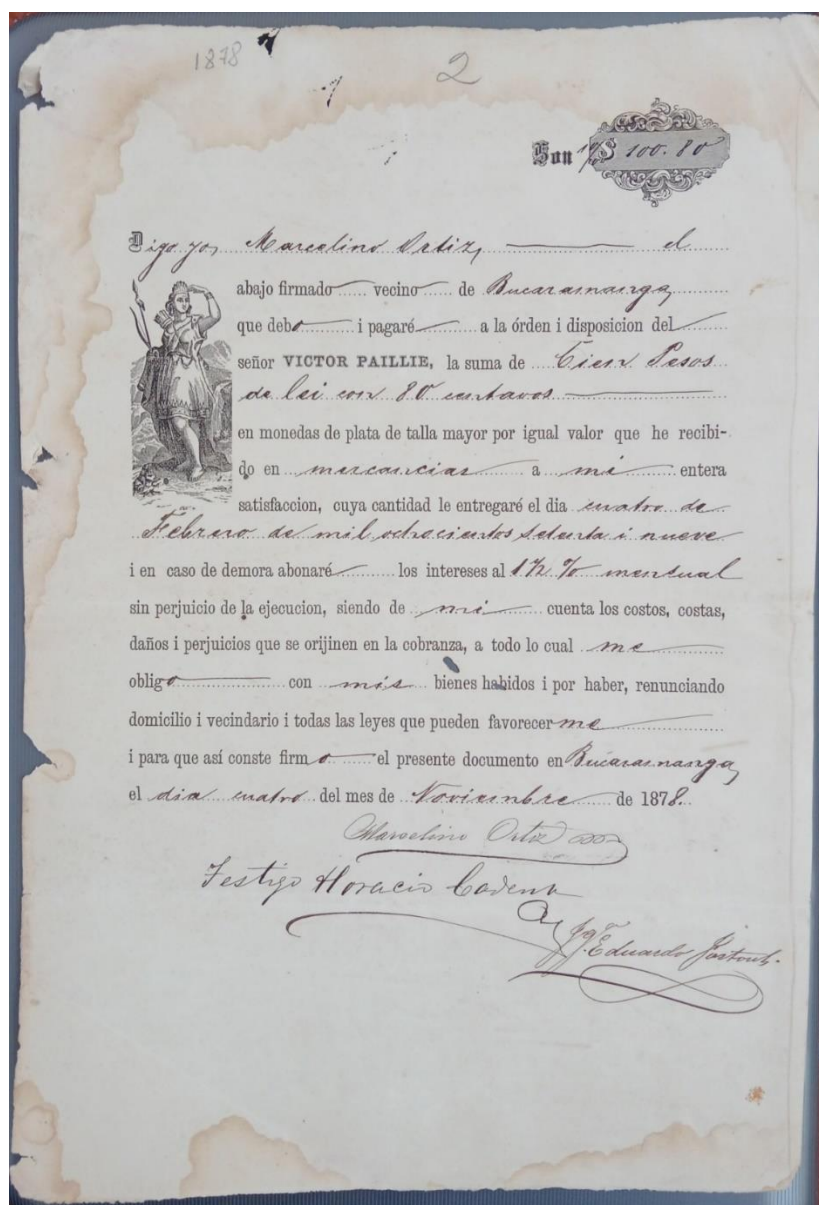 1878
2
Son $ 100.80
Digo yo, Marcelino Ortiz, el
abajo firmado vecino de Bucaramanga
que debo i pagaré a la órden i disposicion del
señor VICTOR PAILLIE, la suma de Cien Pesos
de lei con 80 centavos
en monedas de plata de talla mayor por igual valor que he recibi-
do en mercancias a mi entera
satisfaccion, cuya cantidad le entregaré el dia cuatro de
Febrero de mil ochocientos setenta i nueve
i en caso de demora abonaré los intereses al 1½ % mensual
sin perjuicio de la ejecucion, siendo de mi cuenta los costos, costas,
daños i perjuicios que se orijinen en la cobranza, a todo lo cual me
obligo con mis bienes habidos i por haber, renunciando
domicilio i vecindario i todas las leyes que pueden favorecerme
i para que así conste firmo el presente documento en Bucaramanga,
el dia cuatro del mes de Noviembre de 1878.
Marcelino Ortiz
Testigo Horacio Cadena
Eduardo